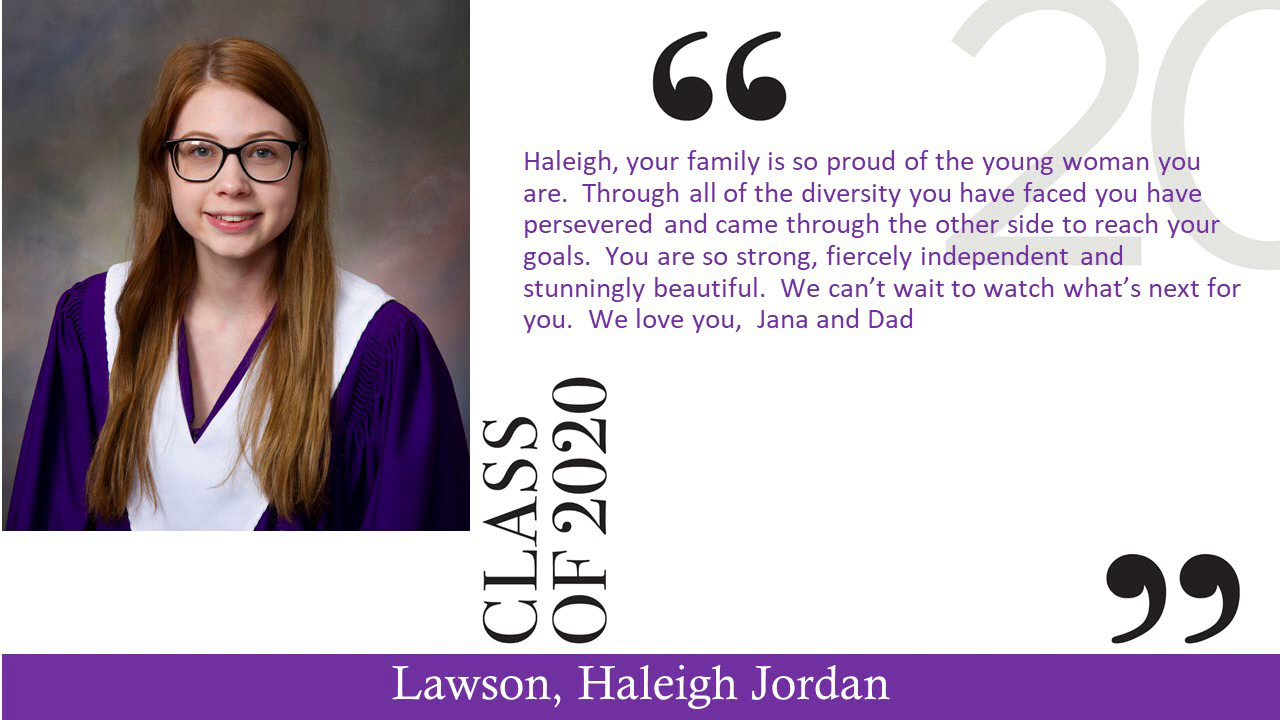 20
“
Haleigh, your family is so proud of the young woman you
are.  Through all of the diversity you have faced you have
persevered and came through the other side to reach your
goals.  You are so strong, fiercely independent and
stunningly beautiful.  We can’t wait to watch what’s next for
you.  We love you,  Jana and Dad
CLASS
OF 2020
”
Lawson, Haleigh Jordan